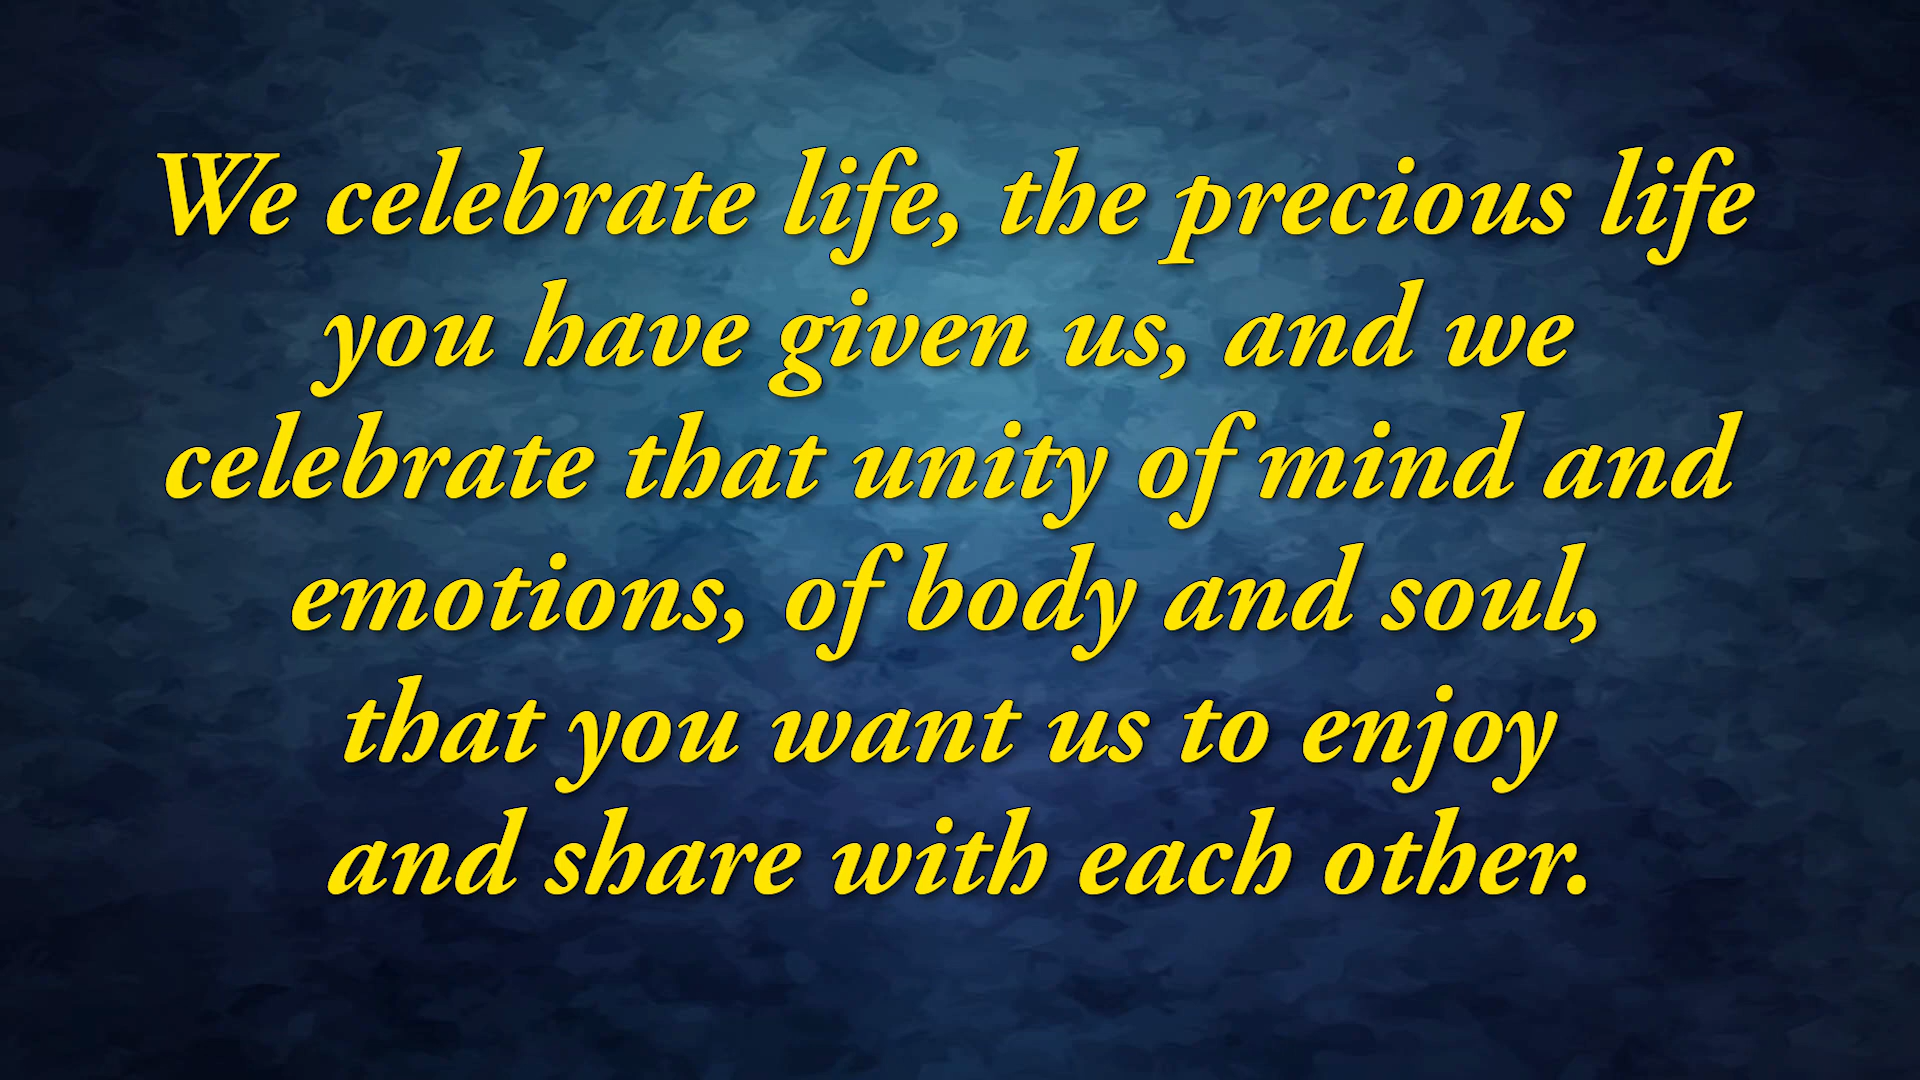 We celebrate life, the precious life
you have given us, and we
celebrate that unity of mind and
emotions, of body and soul,
that you want us to enjoy
and share with each other.